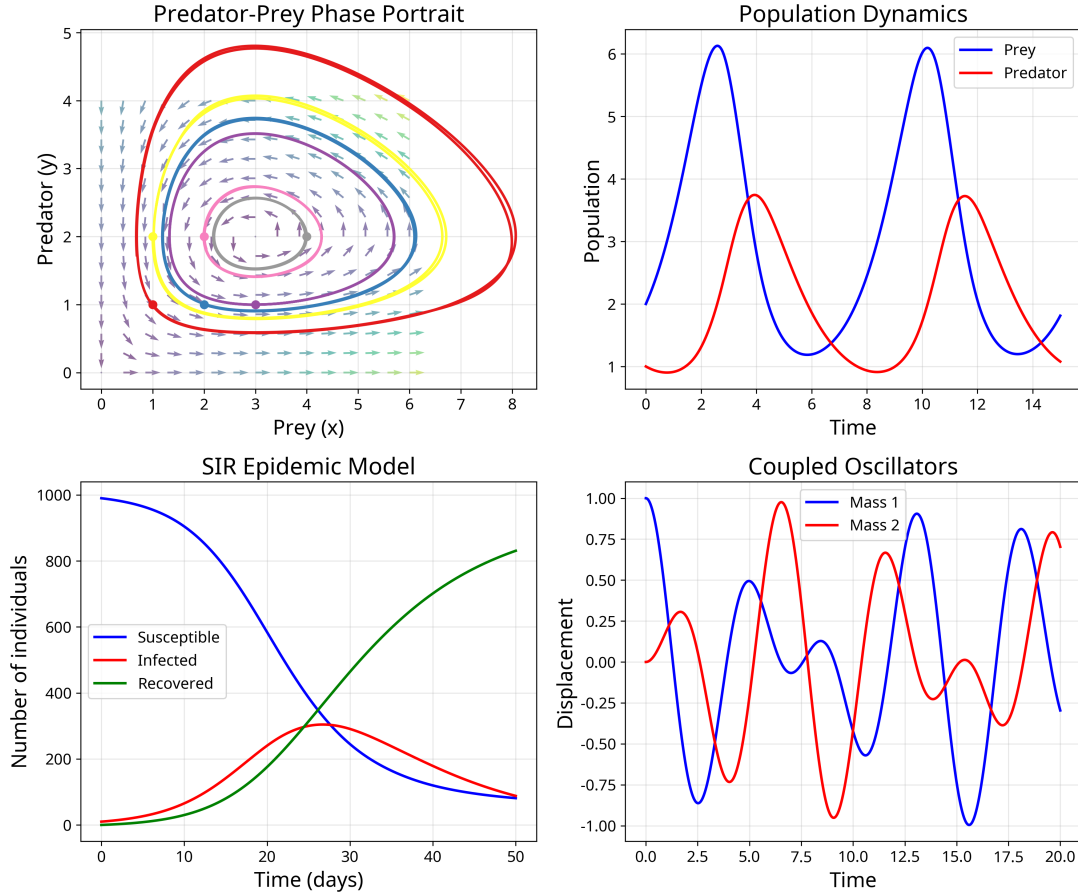 Predator-Prey Phase Portrait
5
4
3
2
1
0
Predator (y)
0 1 2 3 4 5 6 7 8
Prey (x)
Population Dynamics
Prey
Predator
6
5
4
3
2
1
Population
0 2 4 6 8 10 12 14
Time
SIR Epidemic Model
1000
800
600
400
200
0
Number of individuals
Susceptible
Infected
Recovered
0 10 20 30 40 50
Time (days)
Coupled Oscillators
Mass 1
Mass 2
1.00
0.75
0.50
0.25
0.00
-0.25
-0.50
-0.75
-1.00
Displacement
0.0 2.5 5.0 7.5 10.0 12.5 15.0 17.5 20.0
Time